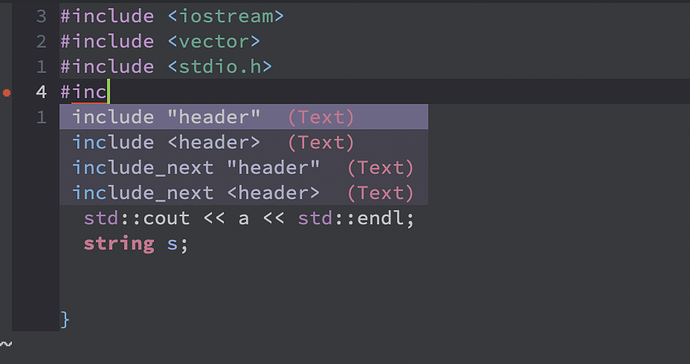 3 #include <iostream>
2 #include <vector>
1 #include <stdio.h>
4 #inc
1 include "header" (Text)
include <header> (Text)
include_next "header" (Text)
include_next <header> (Text)
std::cout << a << std::endl;
string s;
}
~